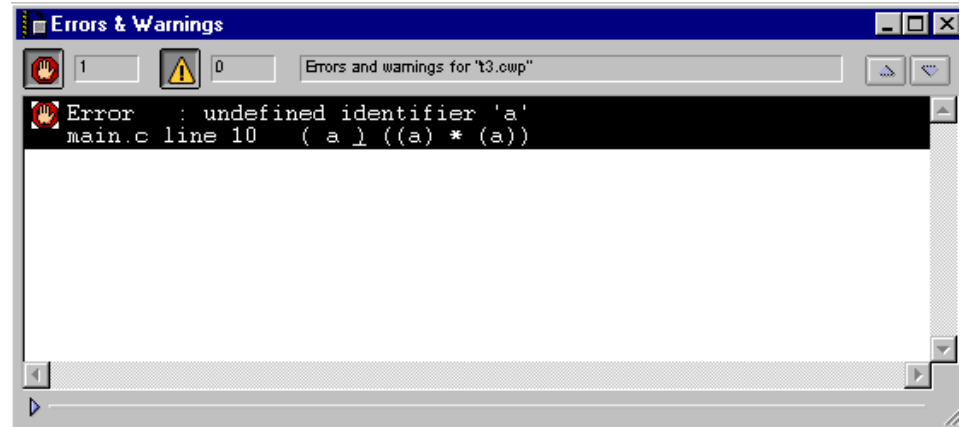 Errors & Warnings
1
0
Errors and warnings for "t3.cwp"
Error : undefined identifier 'a'
main.c line 10 ( a ) ((a) * (a))